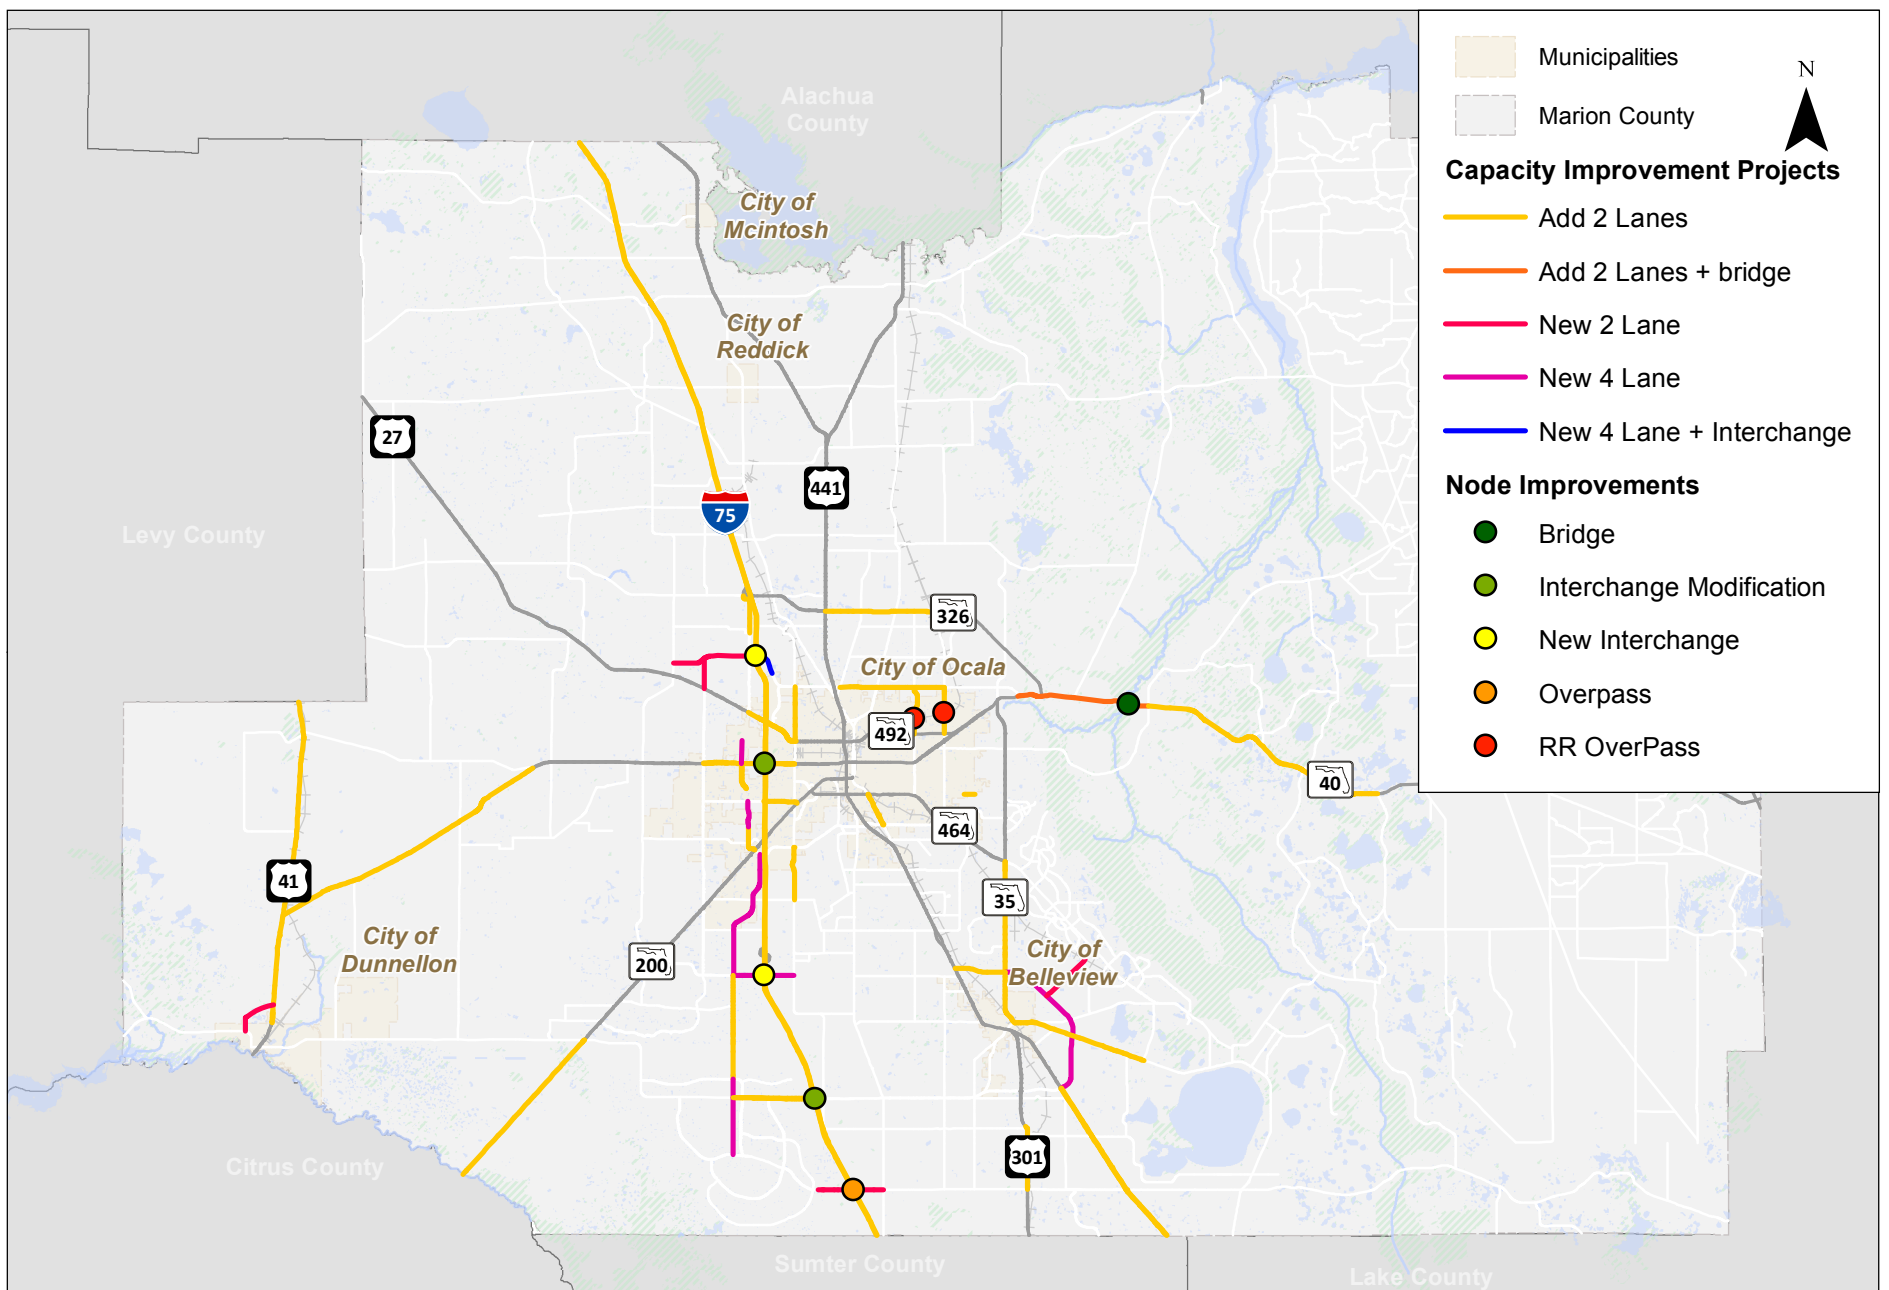 Alachua
County
City of
Mcintosh
City of
Reddick
27
441
75
Levy County
326
City of Ocala
492
40
464
41
35
City of
Dunnellon
200
City of
Belleview
301
Citrus County
Sumter County
Lake County
Municipalities
N
Marion County
Capacity Improvement Projects
Add 2 Lanes
Add 2 Lanes + bridge
New 2 Lane
New 4 Lane
New 4 Lane + Interchange
Node Improvements
Bridge
Interchange Modification
New Interchange
Overpass
RR OverPass